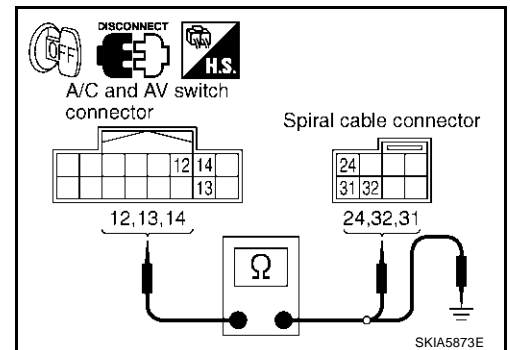 DISCONNECT
OFF
H.S.
A/C and AV switch
connector
Spiral cable connector
12 14
13
24
31 32
12,13,14
24,32,31
Ω
SKIA5873E